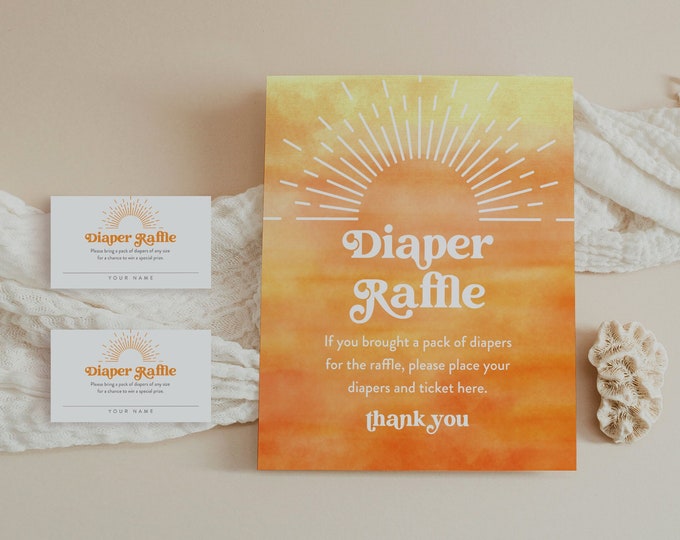 Diaper Raffle
Please bring a pack of diapers of any size
for a chance to win a special prize.
YOUR NAME
Diaper Raffle
Please bring a pack of diapers of any size
for a chance to win a special prize.
YOUR NAME
Diaper
Raffle
If you brought a pack of diapers
for the raffle, please place your
diapers and ticket here.
thank you